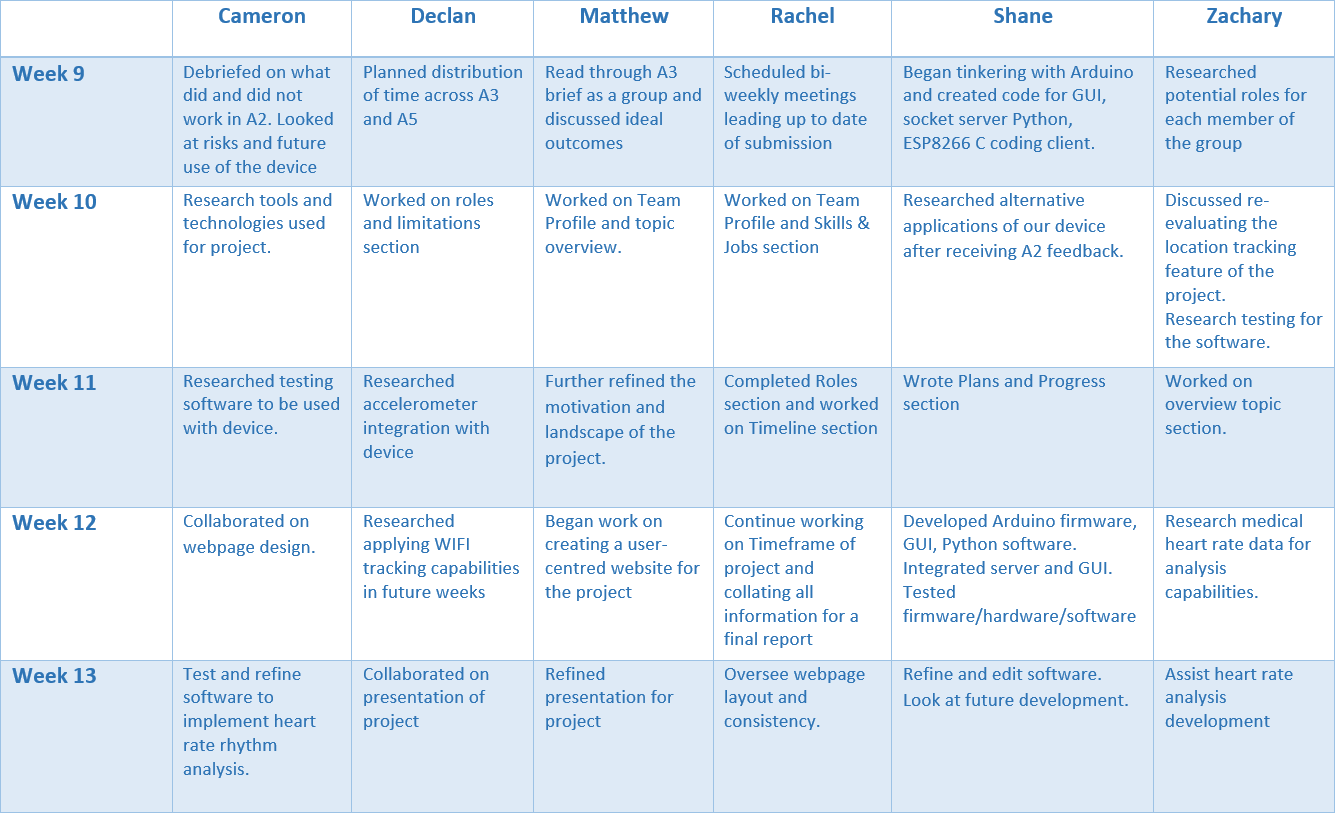 Cameron
Declan
Matthew
Rachel
Shane
Zachary
Week 9
Debriefed on what
did and did not
work in A2. Looked
at risks and future
use of the device
Planned distribution
of time across A3
and A5
Read through A3
brief as a group and
discussed ideal
outcomes
Scheduled bi-
weekly meetings
leading up to date
of submission
Began tinkering with Arduino
and created code for GUI,
socket server Python,
ESP8266 C coding client.
Researched
potential roles for
each member of
the group
Week 10
Research tools and
technologies used
for project.
Worked on roles
and limitations
section
Worked on Team
Profile and topic
overview.
Worked on Team
Profile and Skills &
Jobs section
Researched alternative
applications of our device
after receiving A2 feedback.
Discussed re-
evaluating the
location tracking
feature of the
project.
Research testing for
the software.
Week 11
Researched testing
software to be used
with device.
Researched
accelerometer
integration with
device
Further refined the
motivation and
landscape of the
project.
Completed Roles
section and worked
on Timeline section
Wrote Plans and Progress
section
Worked on
overview topic
section.
Week 12
Collaborated on
webpage design.
Researched
applying WIFI
tracking capabilities
in future weeks
Began work on
creating a user-
centred website for
the project
Continue working
on Timeframe of
project and
collating all
information for a
final report
Developed Arduino firmware,
GUI, Python software.
Integrated server and GUI.
Tested
firmware/hardware/software
Research medical
heart rate data for
analysis
capabilities.
Week 13
Test and refine
software to
implement heart
rate rhythm
analysis.
Collaborated on
presentation of
project
Refined
presentation for
project
Oversee webpage
layout and
consistency.
Refine and edit software.
Look at future development.
Assist heart rate
analysis
development